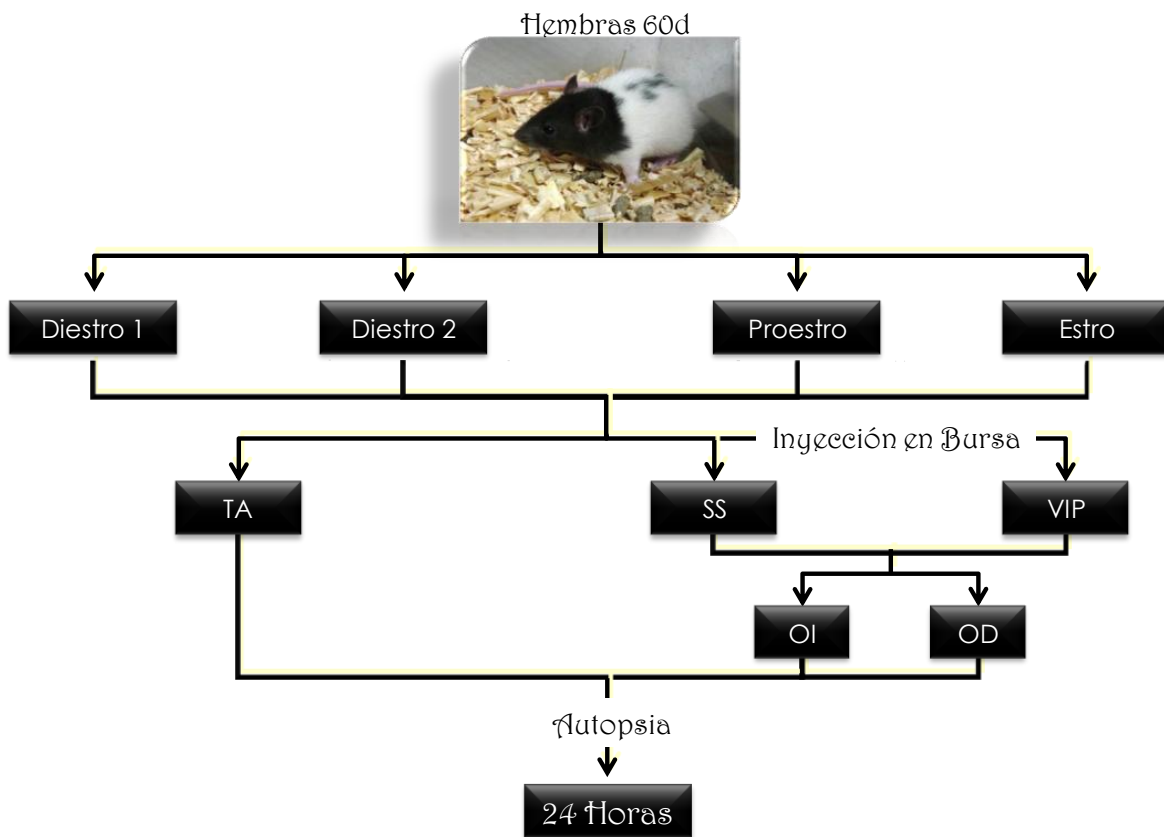 Hembras 60d
Diestro 1
Diestro 2
Proestro
Estro
Inyección en Bursa
TA
SS
VIP
OI
OD
Autopsia
24 Horas